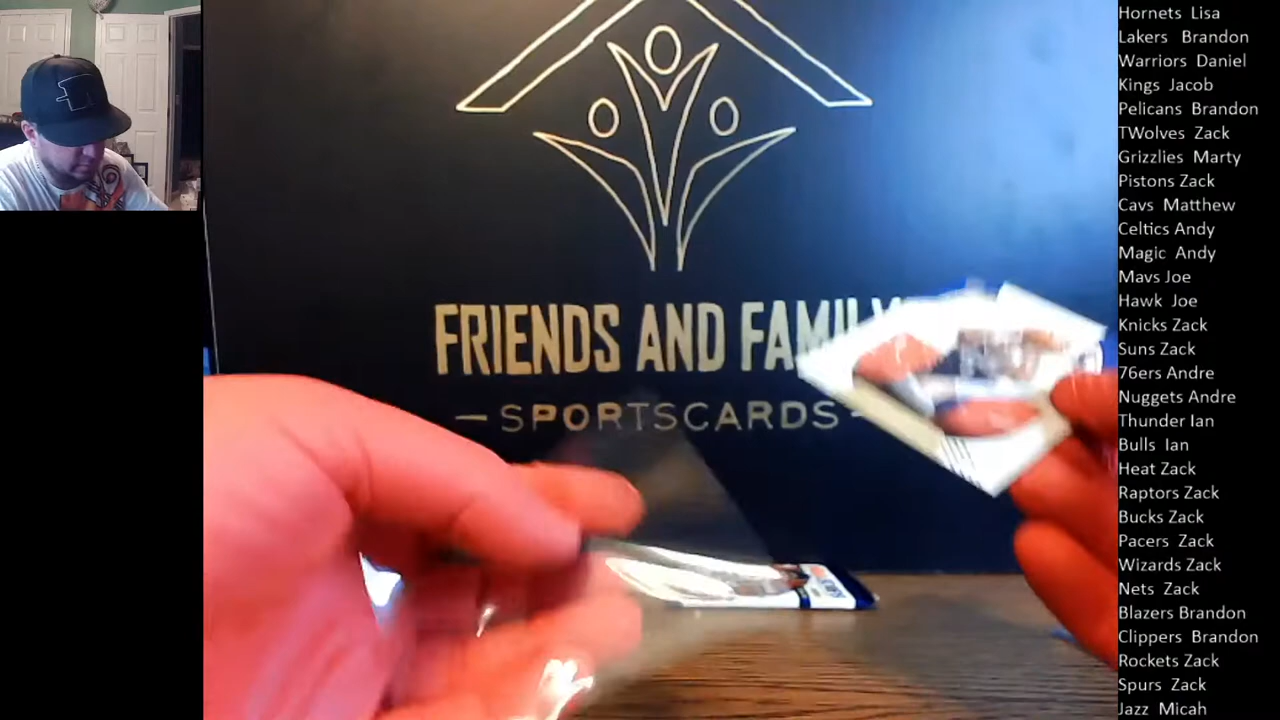 FRIENDS AND FAMILY
SPORTSCARDS
Hornets Lisa
Lakers Brandon
Warriors Daniel
Kings Jacob
Pelicans Brandon
TWolves Zack
Grizzlies Marty
Pistons Zack
Cavs Matthew
Celtics Andy
Magic Andy
Mavs Joe
Hawk Joe
Knicks Zack
Suns Zack
76ers Andre
Nuggets Andre
Thunder Ian
Bulls Ian
Heat Zack
Raptors Zack
Bucks Zack
Pacers Zack
Wizards Zack
Nets Zack
Blazers Brandon
Clippers Brandon
Rockets Zack
Spurs Zack
Jazz Micah